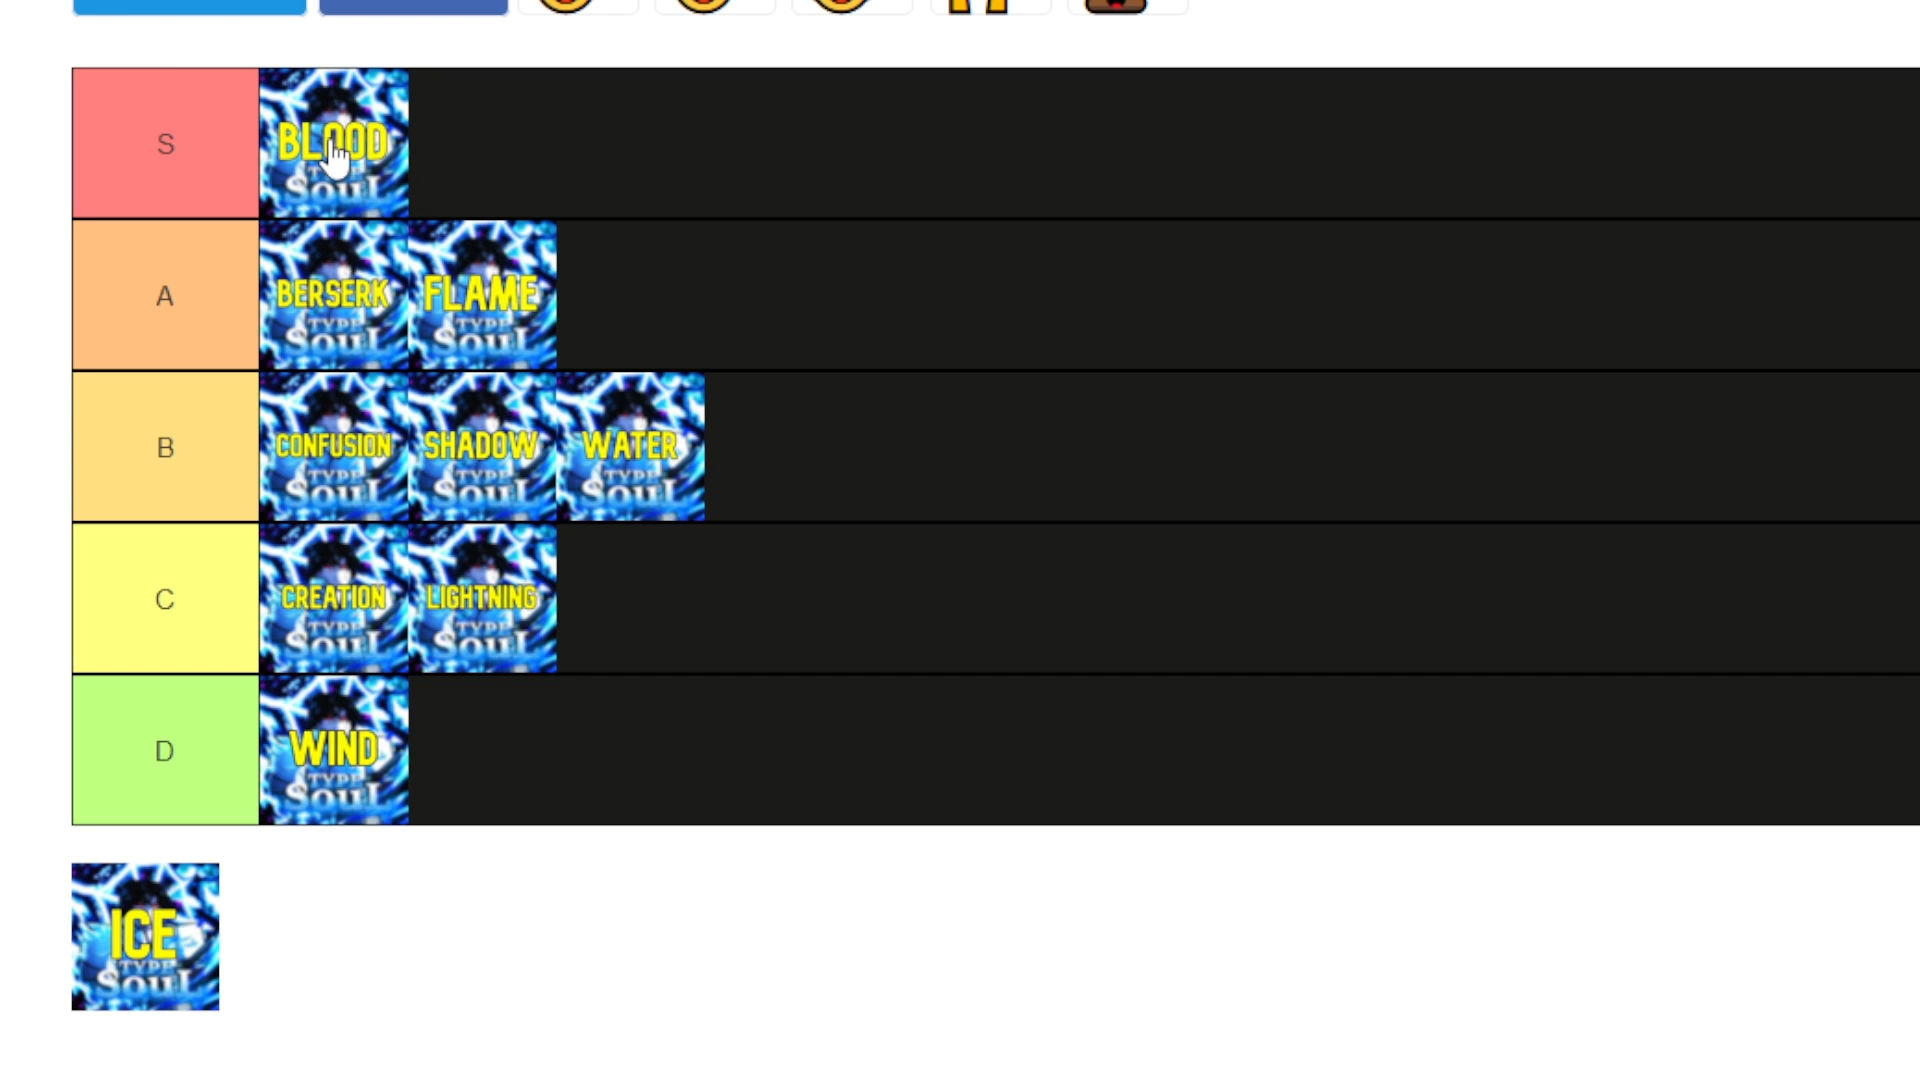 S
BLOOD
TYPE
SOUL
A
BERSERK
TYPE
SOUL
FLAME
TYPE
SOUL
B
CONFUSION
TYPE
SOUL
SHADOW
TYPE
SOUL
WATER
TYPE
SOUL
C
CREATION
TYPE
SOUL
LIGHTNING
TYPE
SOUL
D
WIND
TYPE
SOUL
ICE
TYPE
SOUL